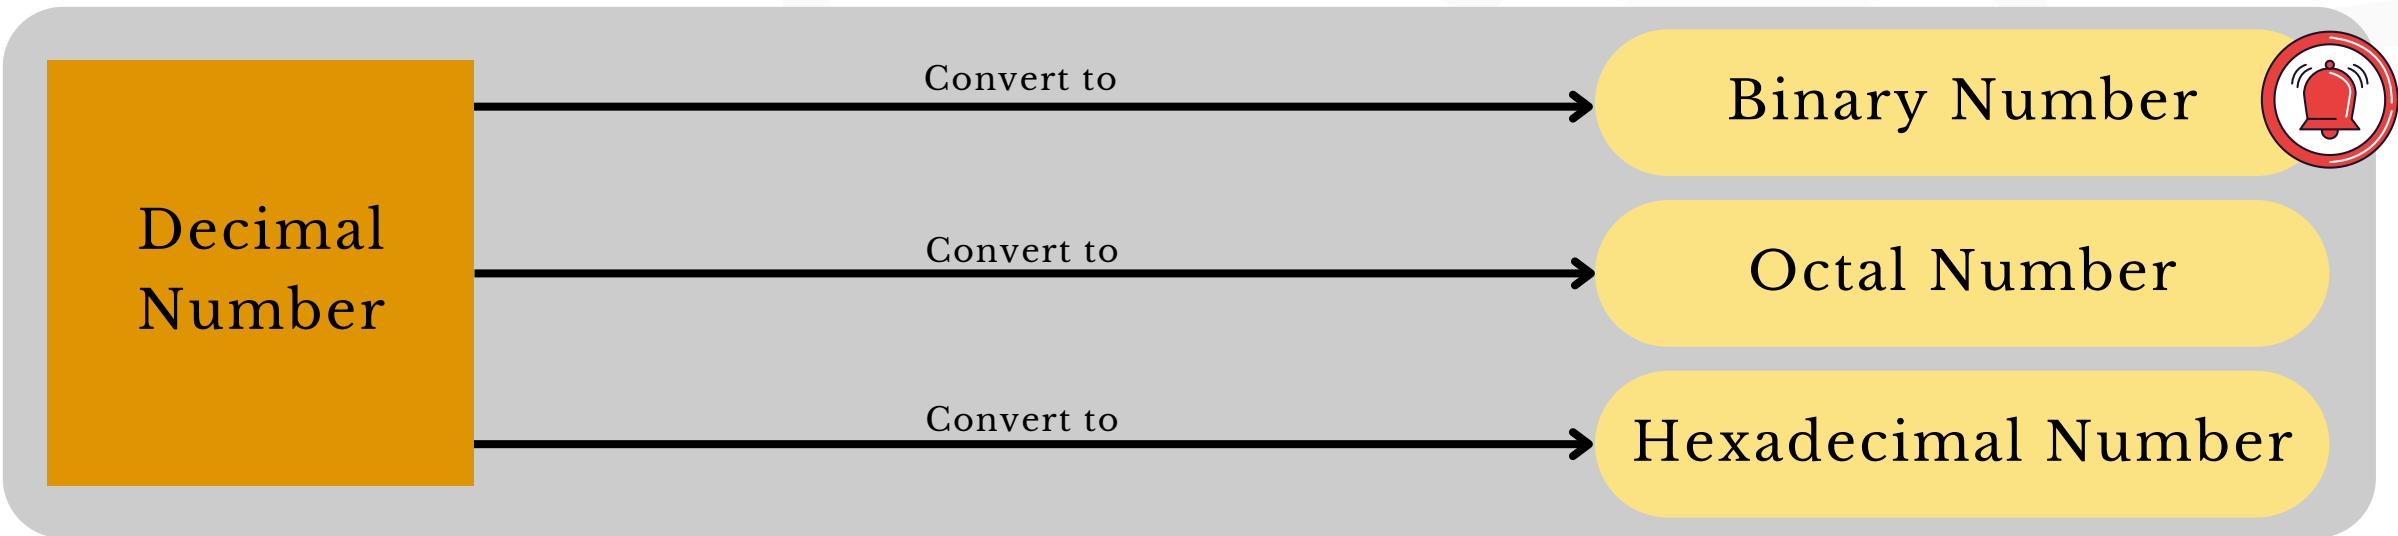 Decimal
Number
Convert to
Binary Number
Convert to
Octal Number
Convert to
Hexadecimal Number